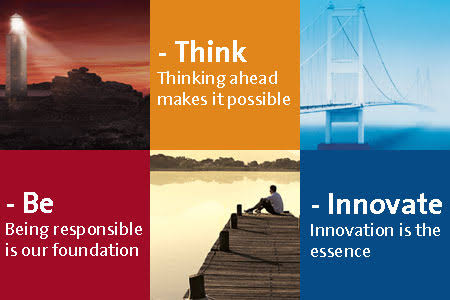 - Think
Thinking ahead
makes it possible
- Be
Being responsible
is our foundation
- Innovate
Innovation is the
essence